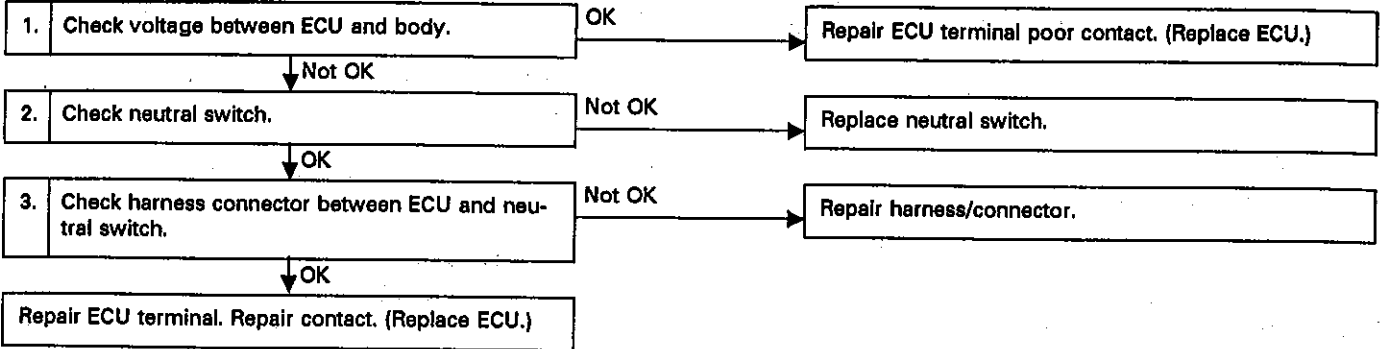 1. Check voltage between ECU and body.
OK
Repair ECU terminal poor contact. (Replace ECU.)
Not OK
2. Check neutral switch.
Not OK
Replace neutral switch.
OK
3. Check harness connector between ECU and neu-
tral switch.
Not OK
Repair harness/connector.
OK
Repair ECU terminal. Repair contact. (Replace ECU.)